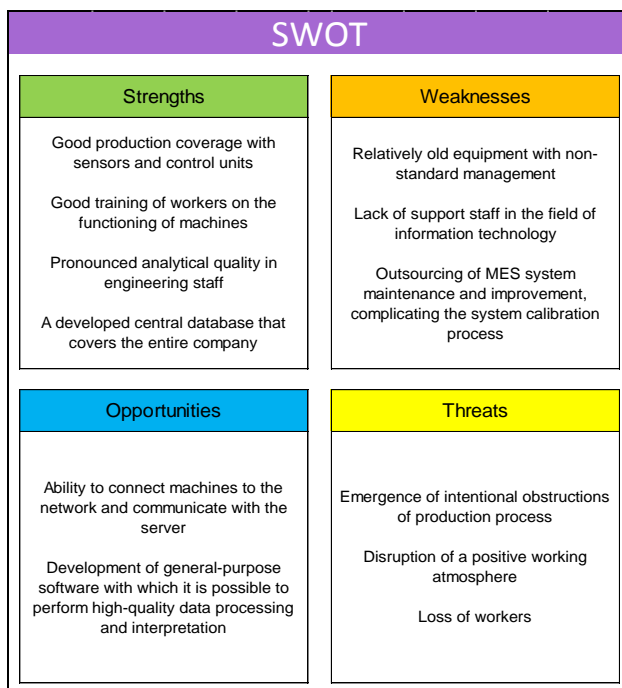 SWOT
Strengths
Good production coverage with
sensors and control units
Good training of workers on the
functioning of machines
Pronounced analytical quality in
engineering staff
A developed central database that
covers the entire company
Weaknesses
Relatively old equipment with non-
standard management
Lack of support staff in the field of
information technology
Outsourcing of MES system
maintenance and improvement,
complicating the system calibration
process
Opportunities
Ability to connect machines to the
network and communicate with the
server
Development of general-purpose
software with which it is possible to
perform high-quality data processing
and interpretation
Threats
Emergence of intentional obstructions
of production process
Disruption of a positive working
atmosphere
Loss of workers